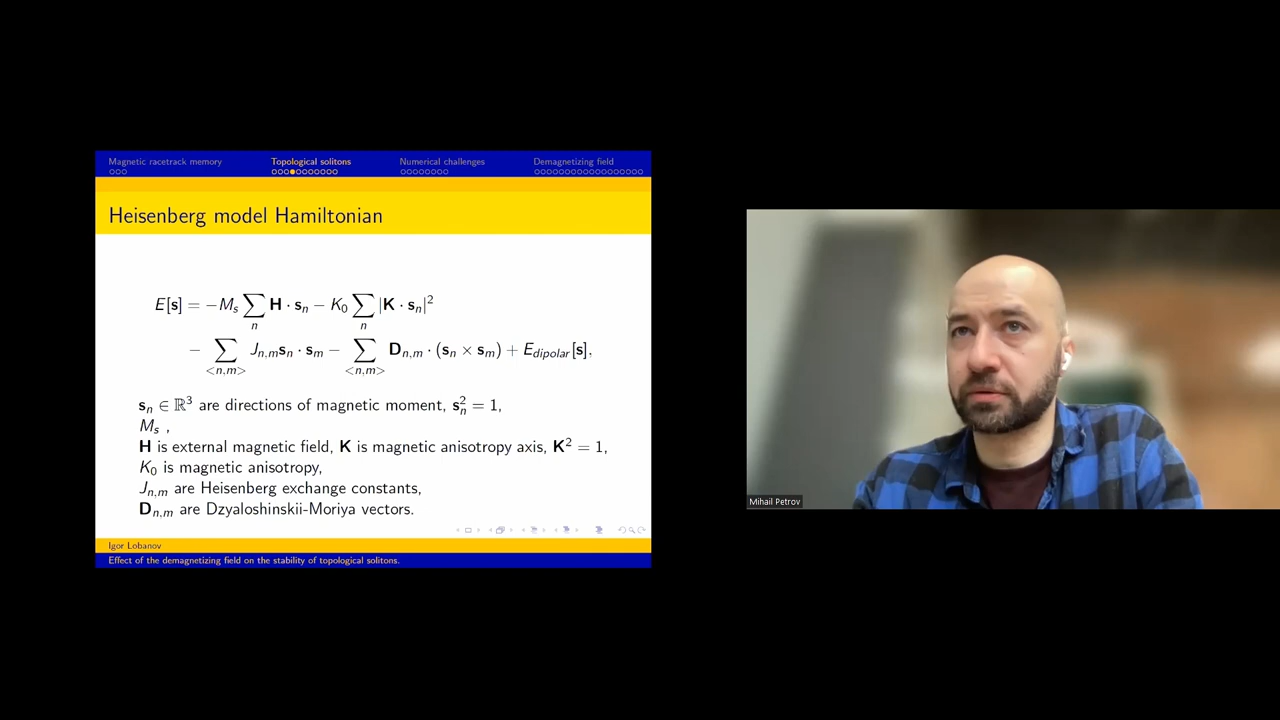 Magnetic racetrack memory Topological solitons Numerical challenges Demagnetizing field
Heisenberg model Hamiltonian
E[s] = −M_s ∑_n H · s_n − K_0 ∑_n |K · s_n|^2
− ∑_{<n,m>} J_{n,m} s_n · s_m − ∑_{<n,m>} D_{n,m} · (s_n × s_m) + E_{dipolar}[s],
s_n ∈ ℝ^3 are directions of magnetic moment, s_n^2 = 1,
M_s ,
H is external magnetic field, K is magnetic anisotropy axis, K^2 = 1,
K_0 is magnetic anisotropy,
J_{n,m} are Heisenberg exchange constants,
D_{n,m} are Dzyaloshinskii-Moriya vectors.
Igor Lobanov
Effect of the demagnetizing field on the stability of topological solitons.
Mihail Petrov